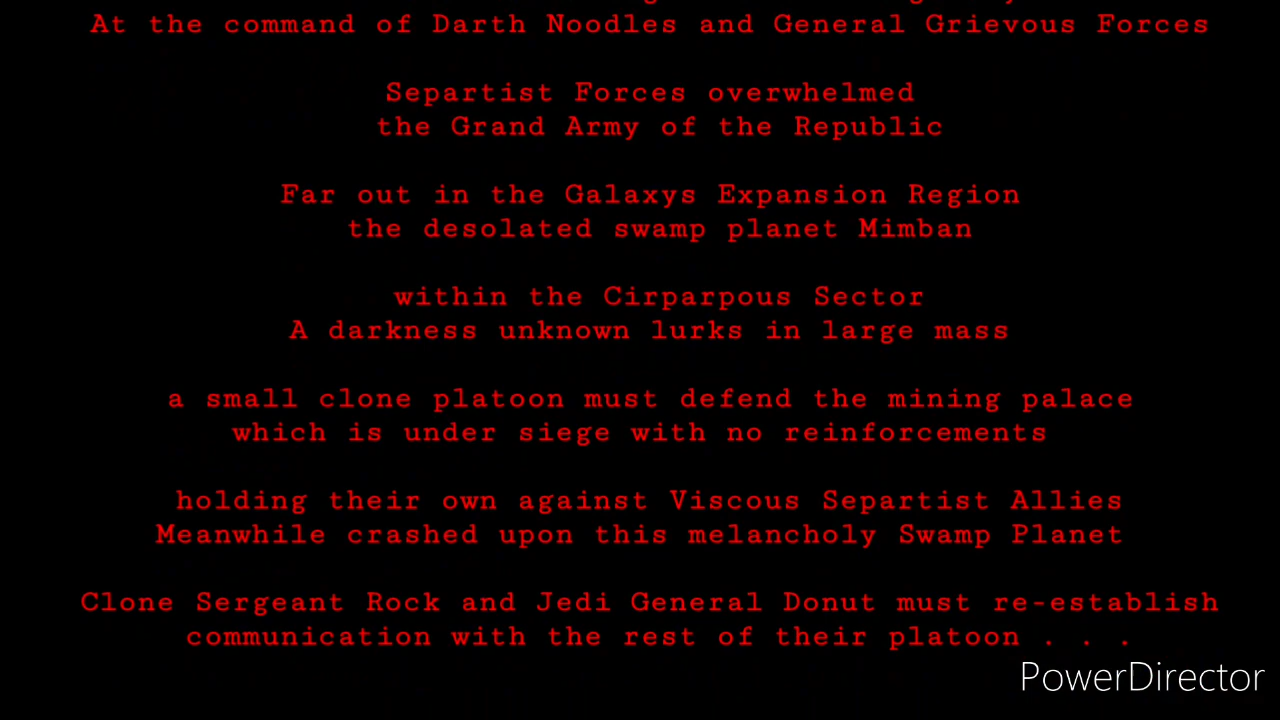 At the command of Darth Noodles and General Grievous Forces
Separtist Forces overwhelmed
the Grand Army of the Republic
Far out in the Galaxys Expansion Region
the desolated swamp planet Mimban
within the Cirparpous Sector
A darkness unknown lurks in large mass
a small clone platoon must defend the mining palace
which is under siege with no reinforcements
holding their own against Viscous Separtist Allies
Meanwhile crashed upon this melancholy Swamp Planet
Clone Sergeant Rock and Jedi General Donut must re-establish
communication with the rest of their platoon . . .
PowerDirector